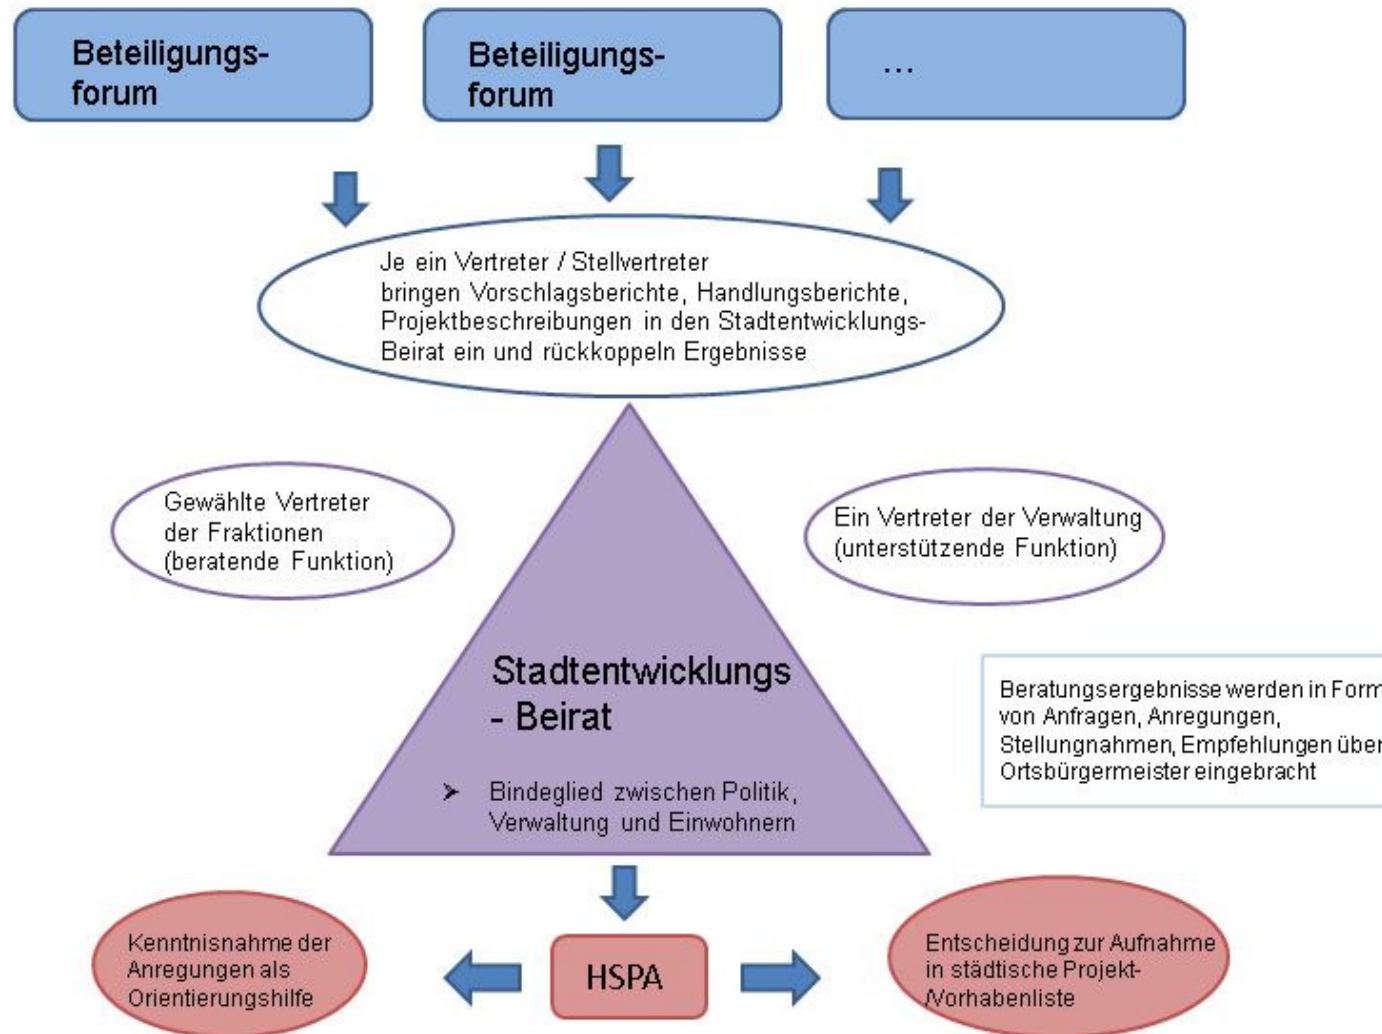 Beteiligungs-
forum
Beteiligungs-
forum
...
Je ein Vertreter / Stellvertreter
bringen Vorschlagsberichte, Handlungsberichte,
Projektbeschreibungen in den Stadtentwicklungs-
Beirat ein und rückkoppeln Ergebnisse
Gewählte Vertreter
der Fraktionen
(beratende Funktion)
Ein Vertreter der Verwaltung
(unterstützende Funktion)
Stadtentwicklungs
- Beirat
➤ Bindeglied zwischen Politik,
Verwaltung und Einwohnern
Beratungsergebnisse werden in Form
von Anfragen, Anregungen,
Stellungnahmen, Empfehlungen über
Ortsbürgermeister eingebracht
Kenntnisnahme der
Anregungen als
Orientierungshilfe
HSPA
Entscheidung zur Aufnahme
in städtische Projekt-
/Vorhabenliste